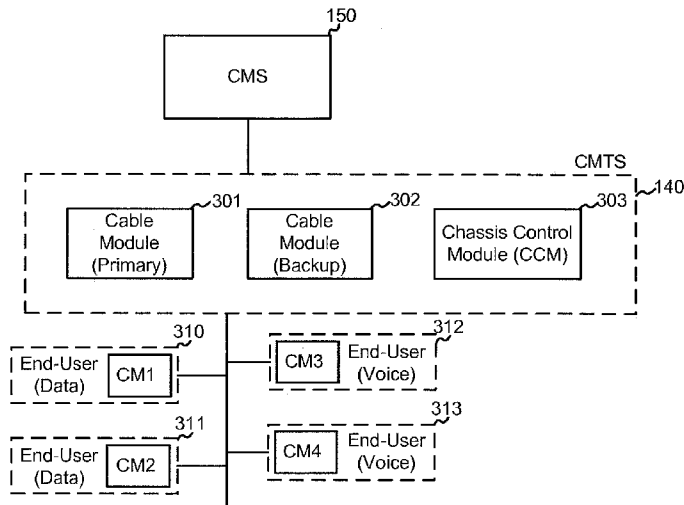 150
CMS
CMTS
140
301
302
303
Cable
Module
(Primary)
Cable
Module
(Backup)
Chassis Control
Module (CCM)
310
End-User
(Data)
CM1
312
CM3
End-User
(Voice)
311
End-User
(Data)
CM2
313
CM4
End-User
(Voice)